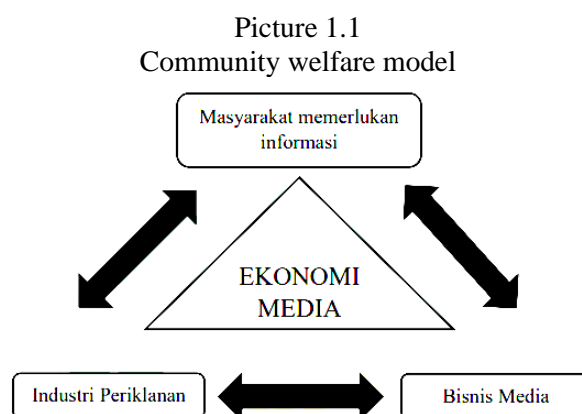 Picture 1.1
Community welfare model
Masyarakat memerlukan
informasi
EKONOMI
MEDIA
Industri Periklanan
Bisnis Media